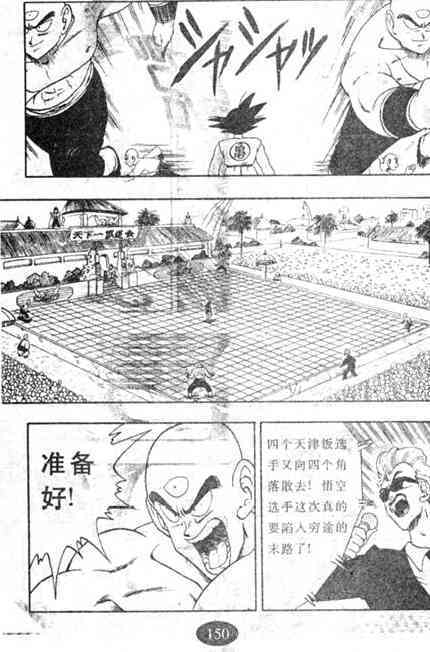 シャシャッ
天下一武道会
准备
好!
四个天津饭选
手又向四个角
落散去! 悟空
选手这次真的
要陷入穷途的
末路了!
150